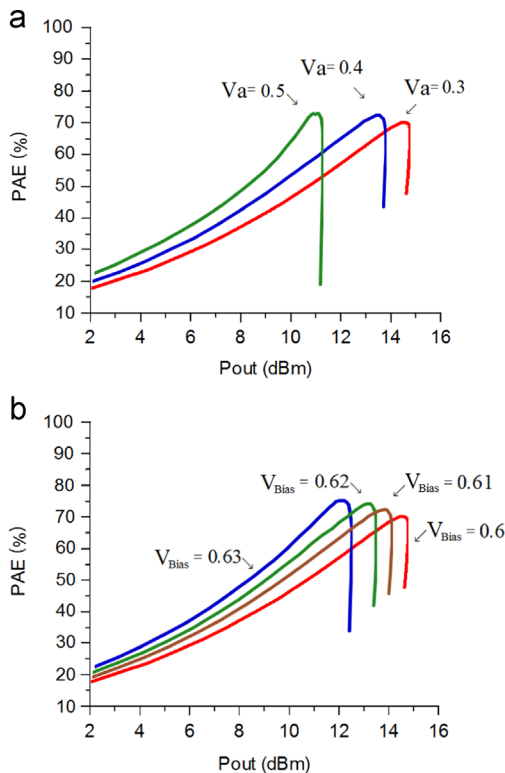 a
100
90
80
70
60
50
40
30
20
10
PAE (%)
Va= 0.5
Va= 0.4
Va= 0.3
2 4 6 8 10 12 14 16
Pout (dBm)
b
100
90
80
70
60
50
40
30
20
10
PAE (%)
VBias = 0.62
VBias = 0.61
VBias = 0.63
VBias = 0.6
2 4 6 8 10 12 14 16
Pout (dBm)